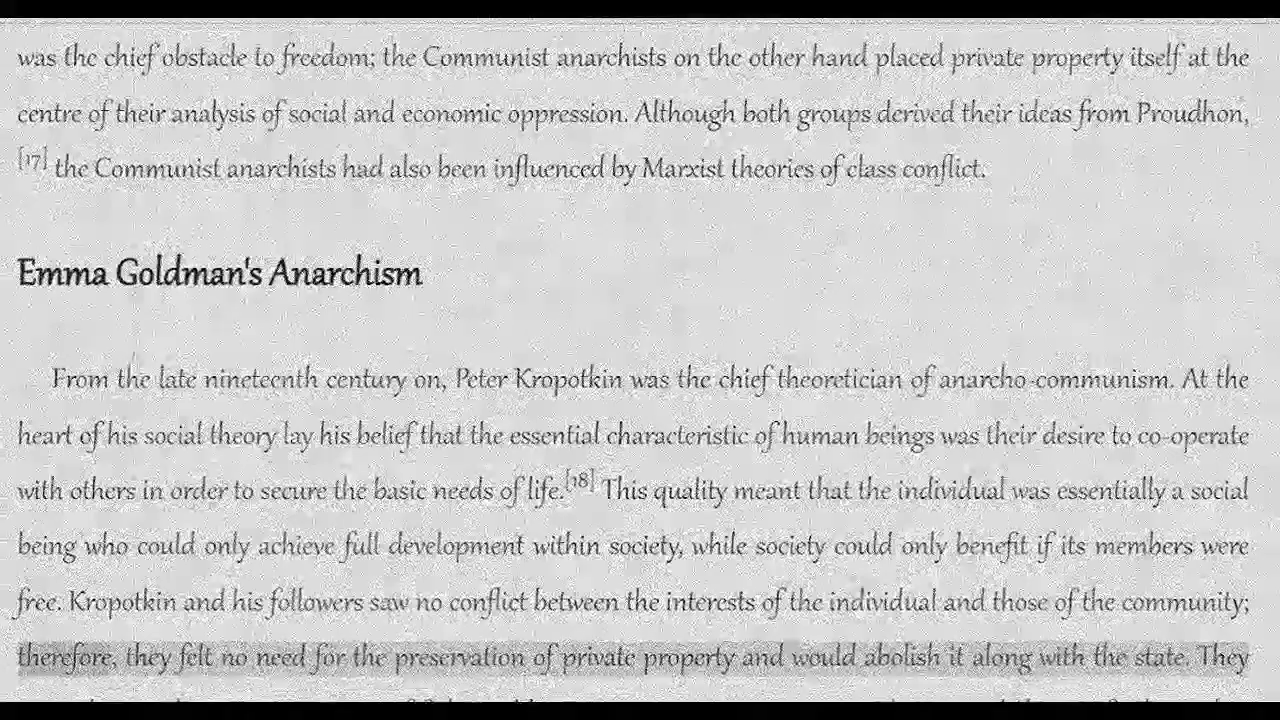 was the chief obstacle to freedom; the Communist anarchists on the other hand placed private property itself at the
centre of their analysis of social and economic oppression. Although both groups derived their ideas from Proudhon,
[17] the Communist anarchists had also been influenced by Marxist theories of class conflict.
Emma Goldman's Anarchism
From the late nineteenth century on, Peter Kropotkin was the chief theoretician of anarcho-communism. At the
heart of his social theory lay his belief that the essential characteristic of human beings was their desire to co-operate
with others in order to secure the basic needs of life.[18] This quality meant that the individual was essentially a social
being who could only achieve full development within society, while society could only benefit if its members were
free. Kropotkin and his followers saw no conflict between the interests of the individual and those of the community;
therefore, they felt no need for the preservation of private property and would abolish it along with the state. They